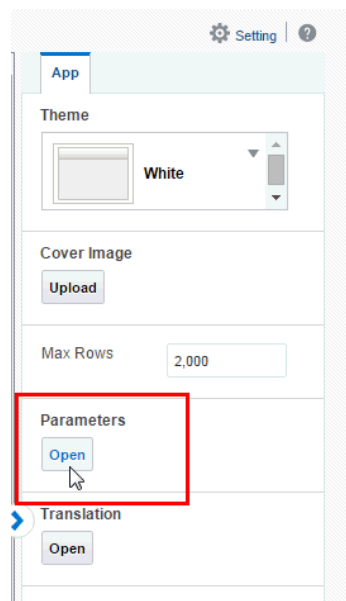 Setting ?
App
Theme
White
Cover Image
Upload
Max Rows 2,000
Parameters
Open
Translation
Open